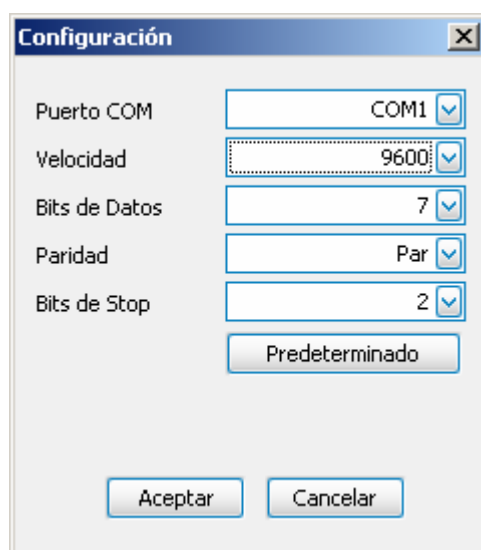 Configuración
Puerto COM COM1
Velocidad 9600
Bits de Datos 7
Paridad Par
Bits de Stop 2
Predeterminado
Aceptar Cancelar